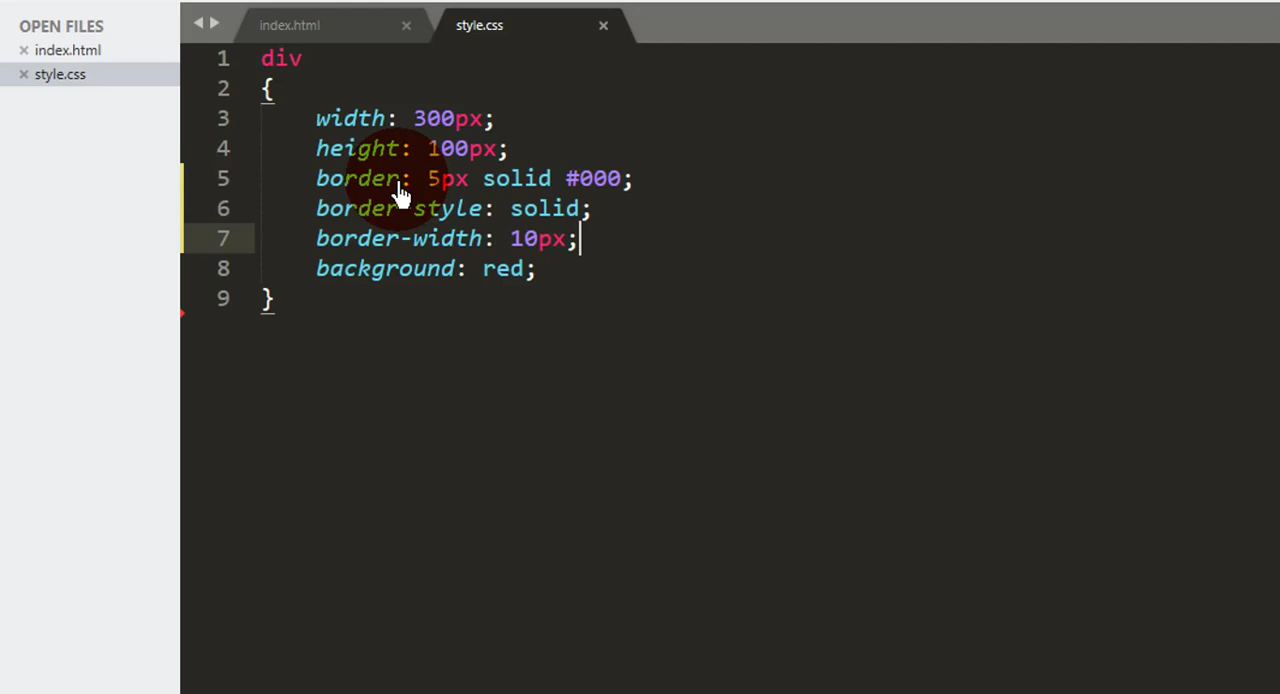 OPEN FILES
index.html
style.css
index.html
style.css
1 div
2 {
3 width: 300px;
4 height: 100px;
5 border: 5px solid #000;
6 border-style: solid;
7 border-width: 10px;
8 background: red;
9 }